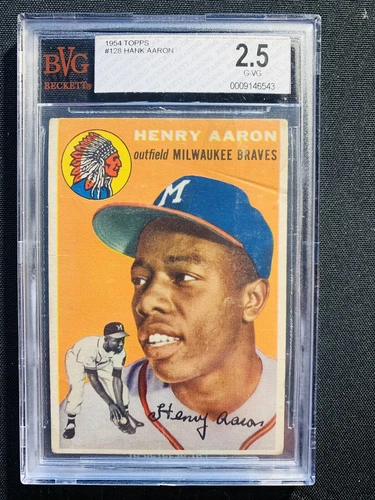 BVG
BECKETT
1954 TOPPS
#128 HANK AARON
2.5
G-VG
0009146543
HENRY AARON
outfield MILWAUKEE BRAVES
M
M
Henry Aaron